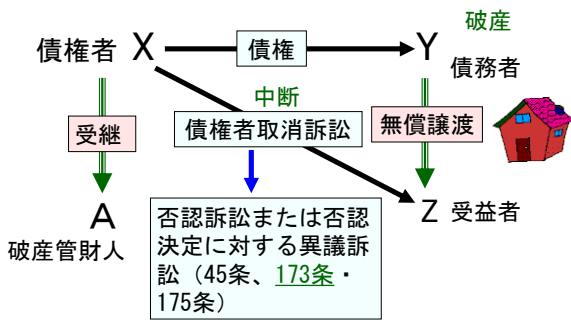 破産
債権者 X
債権
Y
債務者
中断
受継
債権者取消訴訟
無償譲渡
A
破産管財人
否認訴訟または否認
決定に対する異議訴
訟（45条、173条・
175条）
Z 受益者